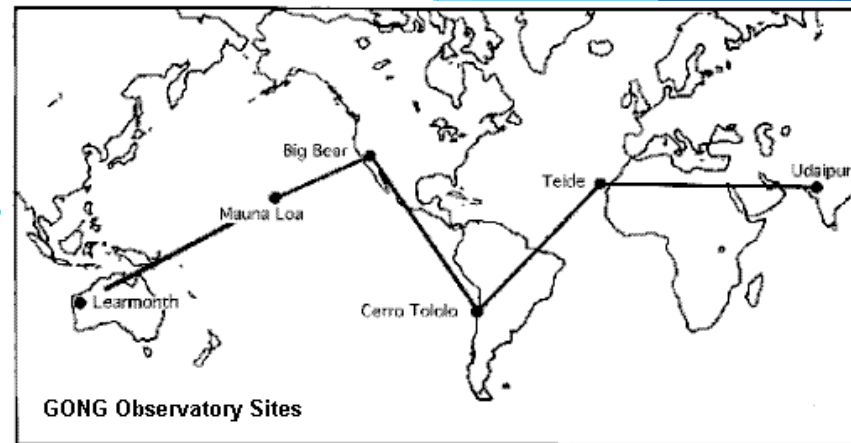 Big Bear
Teide
Udaipur
Mauna Loa
Learmonth
Cerro Tololo
GONG Observatory Sites